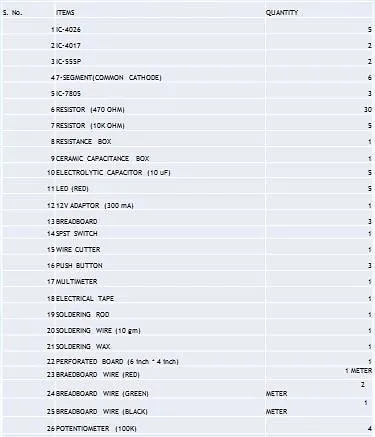 S. No. ITEMS QUANTITY
1 IC-4026 5
2 IC-4017 2
3 IC-555P 2
4 7-SEGMENT(COMMON CATHODE) 6
5 IC-7805 3
6 RESISTOR (470 OHM) 30
7 RESISTOR (10K OHM) 5
8 RESISTANCE BOX 1
9 CERAMIC CAPACITANCE BOX 1
10 ELECTROLYTIC CAPACITOR (10 uF) 5
11 LED (RED) 5
12 12V ADAPTOR (300 mA) 1
13 BREADBOARD 3
14 SPST SWITCH 1
15 WIRE CUTTER 1
16 PUSH BUTTON 3
17 MULTIMETER 1
18 ELECTRICAL TAPE 1
19 SOLDERING ROD 1
20 SOLDERING WIRE (10 gm) 1
21 SOLDERING WAX 1
22 PERFORATED BOARD (6 inch * 4 inch) 1
23 BRAEDBOARD WIRE (RED) 1 METER
2
24 BREADBOARD WIRE (GREEN) METER
1
25 BREADBOARD WIRE (BLACK) METER
26 POTENTIOMETER (100K) 4